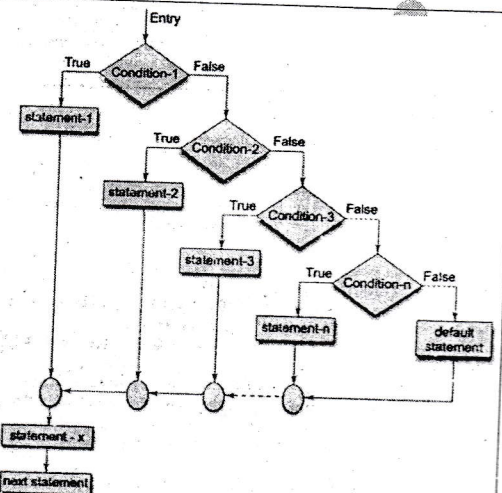 Entry
True
Condition-1
False
statement-1
True
Condition-2
False
statement-2
True
Condition-3
False
statement-3
True
Condition-n
False
statement-n
default
statement
statement - x
next statement